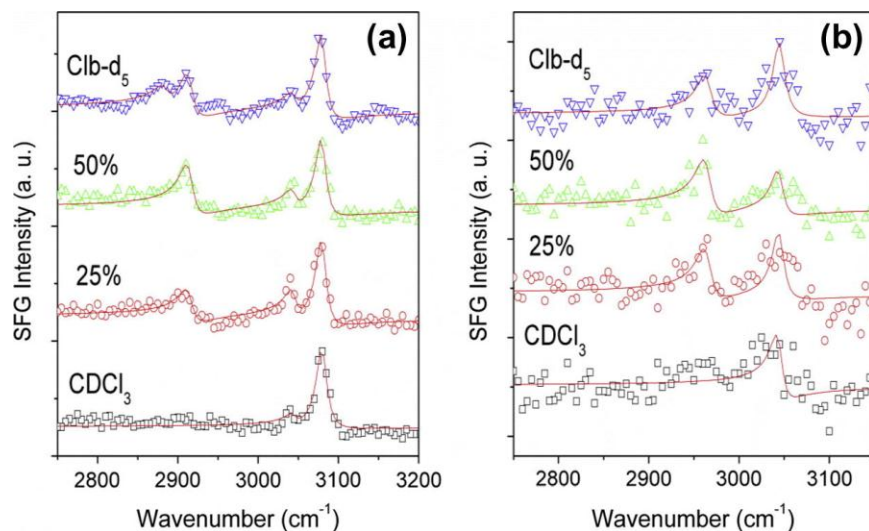 (a)
Clb-d₅
50%
25%
CDCl₃
SFG Intensity (a. u.)
2800 2900 3000 3100 3200
Wavenumber (cm⁻¹)
(b)
Clb-d₅
50%
25%
CDCl₃
SFG Intensity (a. u.)
2800 2900 3000 3100
Wavenumber (cm⁻¹)